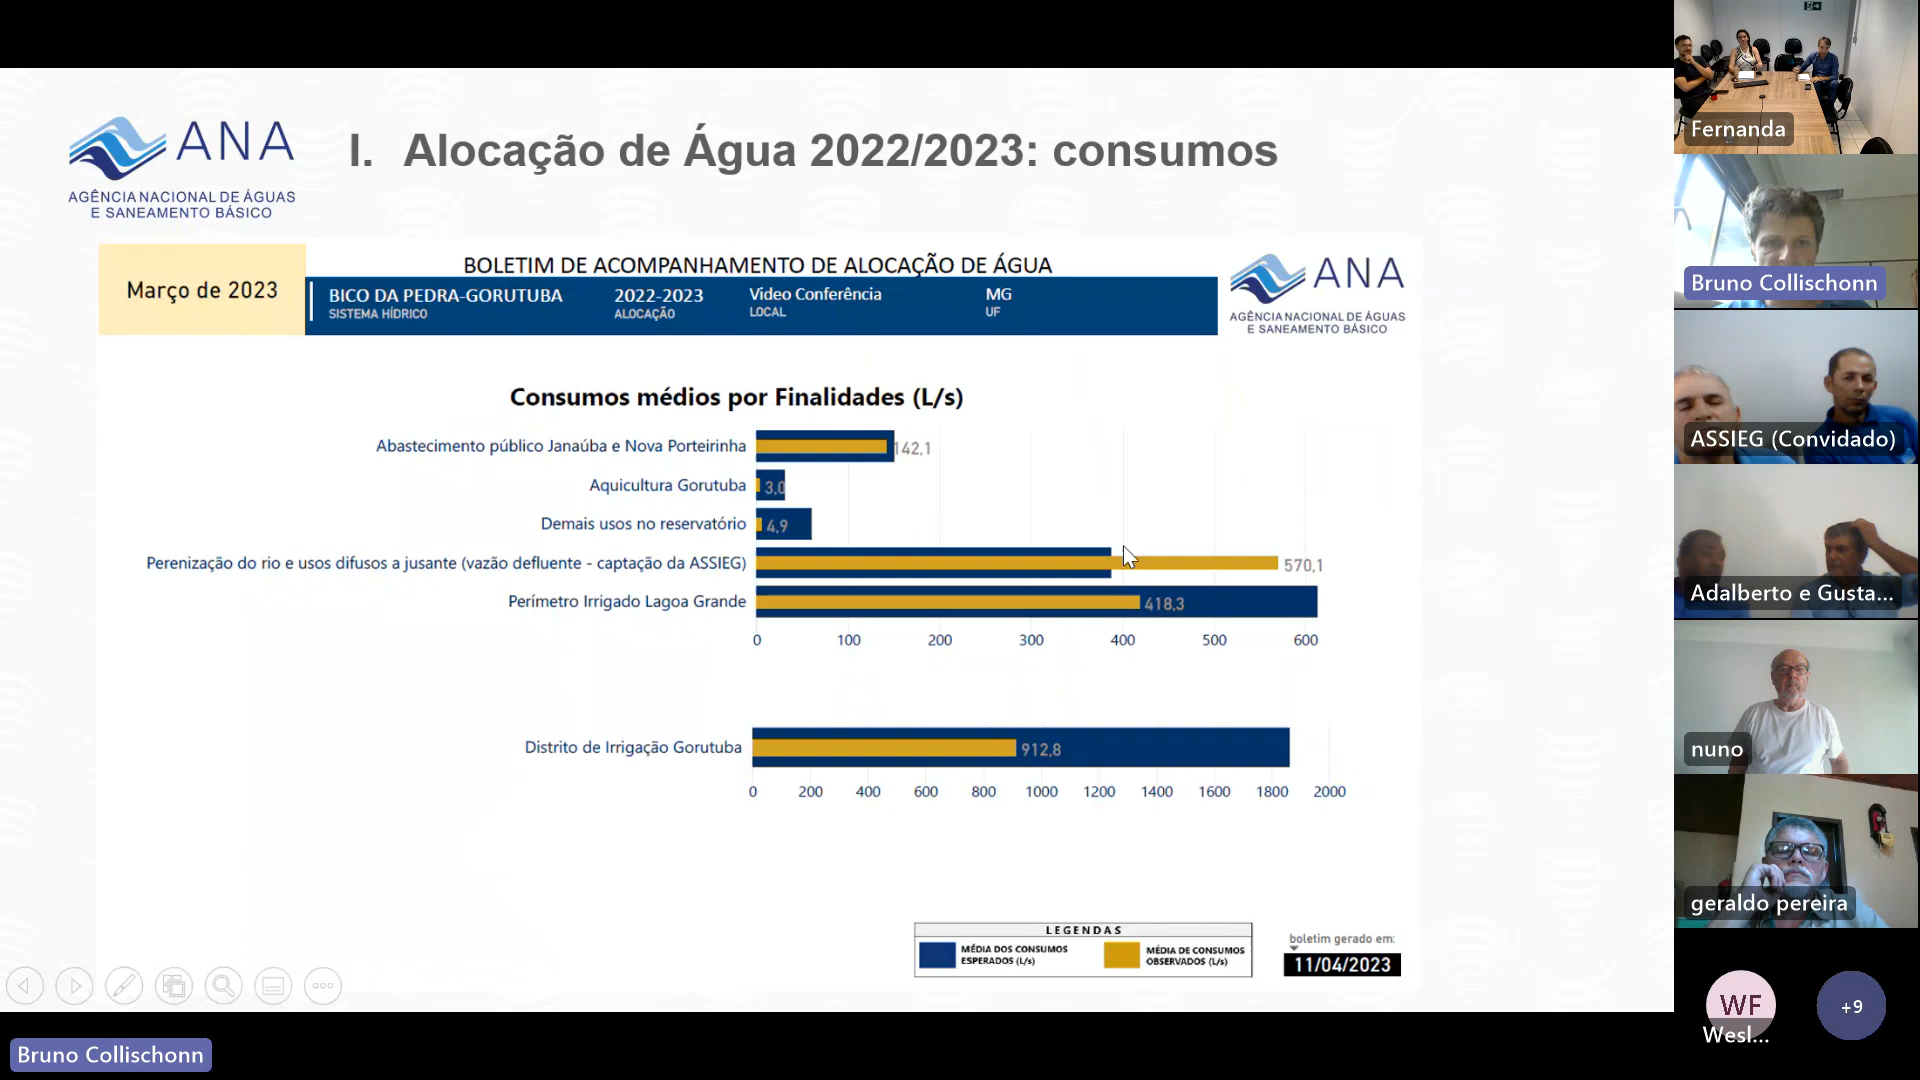 ANA
AGÊNCIA NACIONAL DE ÁGUAS
E SANEAMENTO BÁSICO
I. Alocação de Água 2022/2023: consumos
Março de 2023
BOLETIM DE ACOMPANHAMENTO DE ALOCAÇÃO DE ÁGUA
BICO DA PEDRA-GORUTUBA
SISTEMA HÍDRICO
2022-2023
ALOCAÇÃO
Video Conferência
LOCAL
MG
UF
ANA
AGÊNCIA NACIONAL DE ÁGUAS
E SANEAMENTO BÁSICO
Consumos médios por Finalidades (L/s)
Abastecimento público Janaúba e Nova Porteirinha 142,1
Aquicultura Gorutuba 3,0
Demais usos no reservatório 4,9
Perenização do rio e usos difusos a jusante (vazão defluente - captação da ASSIEG) 570,1
Perímetro Irrigado Lagoa Grande 418,3
0 100 200 300 400 500 600
Distrito de Irrigação Gorutuba 912,8
0 200 400 600 800 1000 1200 1400 1600 1800 2000
LEGENDAS
MÉDIA DOS CONSUMOS
ESPERADOS (L/s)
MÉDIA DE CONSUMOS
OBSERVADOS (L/s)
boletim gerado em:
11/04/2023
Bruno Collischonn
Fernanda
Bruno Collischonn
ASSIEG (Convidado)
Adalberto e Gusta...
nuno
geraldo pereira
WF
Wesl...
+9